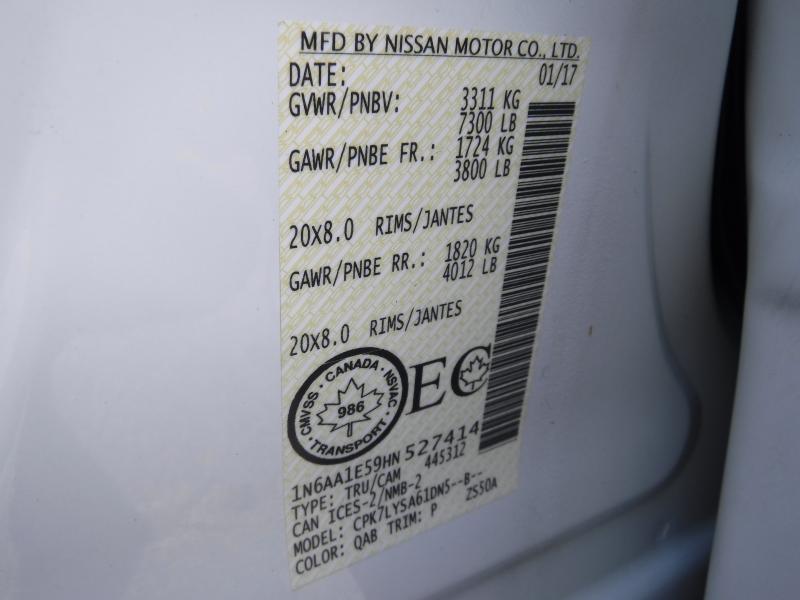 MFD BY NISSAN MOTOR CO., LTD.
DATE: 01/17
GVWR/PNBV: 3311 KG
7300 LB
GAWR/PNBE FR.: 1724 KG
3800 LB
20X8.0 RIMS/JANTES
GAWR/PNBE RR.: 1820 KG
4012 LB
20X8.0 RIMS/JANTES
CMVSS · CANADA · NSVAC · TRANSPORT ·
986
EC
1N6AA1E59HN 527414
TYPE: TRU/CAM 445312
CAN ICES-2/NMB-2
MODEL: CPK7LYSA61DN5--B--
COLOR: QAB TRIM: P ZS50A